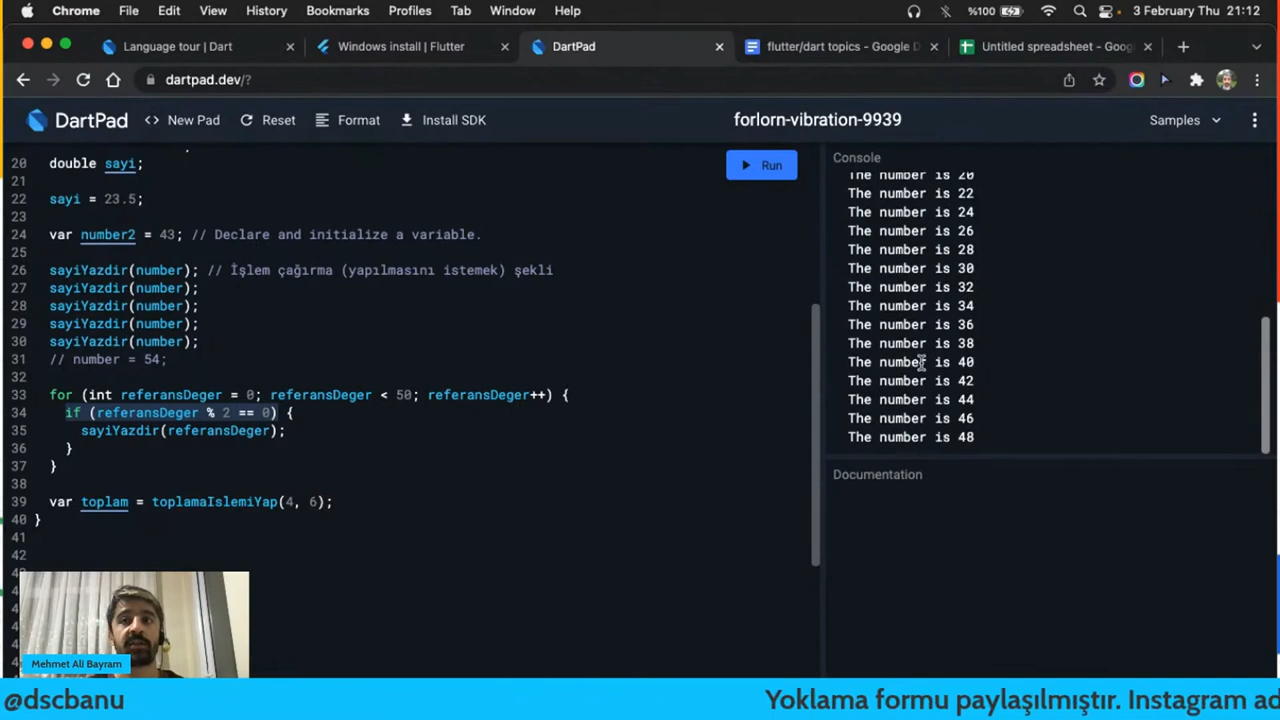 Chrome File Edit View History Bookmarks Profiles Tab Window Help %100 3 February Thu 21:12
Language tour | Dart Windows install | Flutter DartPad flutter/dart topics - Google D Untitled spreadsheet - Goog
dartpad.dev/?
DartPad <> New Pad Reset Format Install SDK forlorn-vibration-9939 Samples
Run
20 double sayi;
21
22 sayi = 23.5;
23
24 var number2 = 43; // Declare and initialize a variable.
25
26 sayiYazdir(number); // İşlem çağırma (yapılmasını istemek) şekli
27 sayiYazdir(number);
28 sayiYazdir(number);
29 sayiYazdir(number);
30 sayiYazdir(number);
31 // number = 54;
32
33 for (int referansDeger = 0; referansDeger < 50; referansDeger++) {
34 if (referansDeger % 2 == 0) {
35 sayiYazdir(referansDeger);
36 }
37 }
38
39 var toplam = toplamaIslemiYap(4, 6);
40 }
41
42
Console
The number is 20
The number is 22
The number is 24
The number is 26
The number is 28
The number is 30
The number is 32
The number is 34
The number is 36
The number is 38
The number is 40
The number is 42
The number is 44
The number is 46
The number is 48
Documentation
Mehmet Ali Bayram
@dscbanu Yoklama formu paylaşılmıştır. Instagram ad